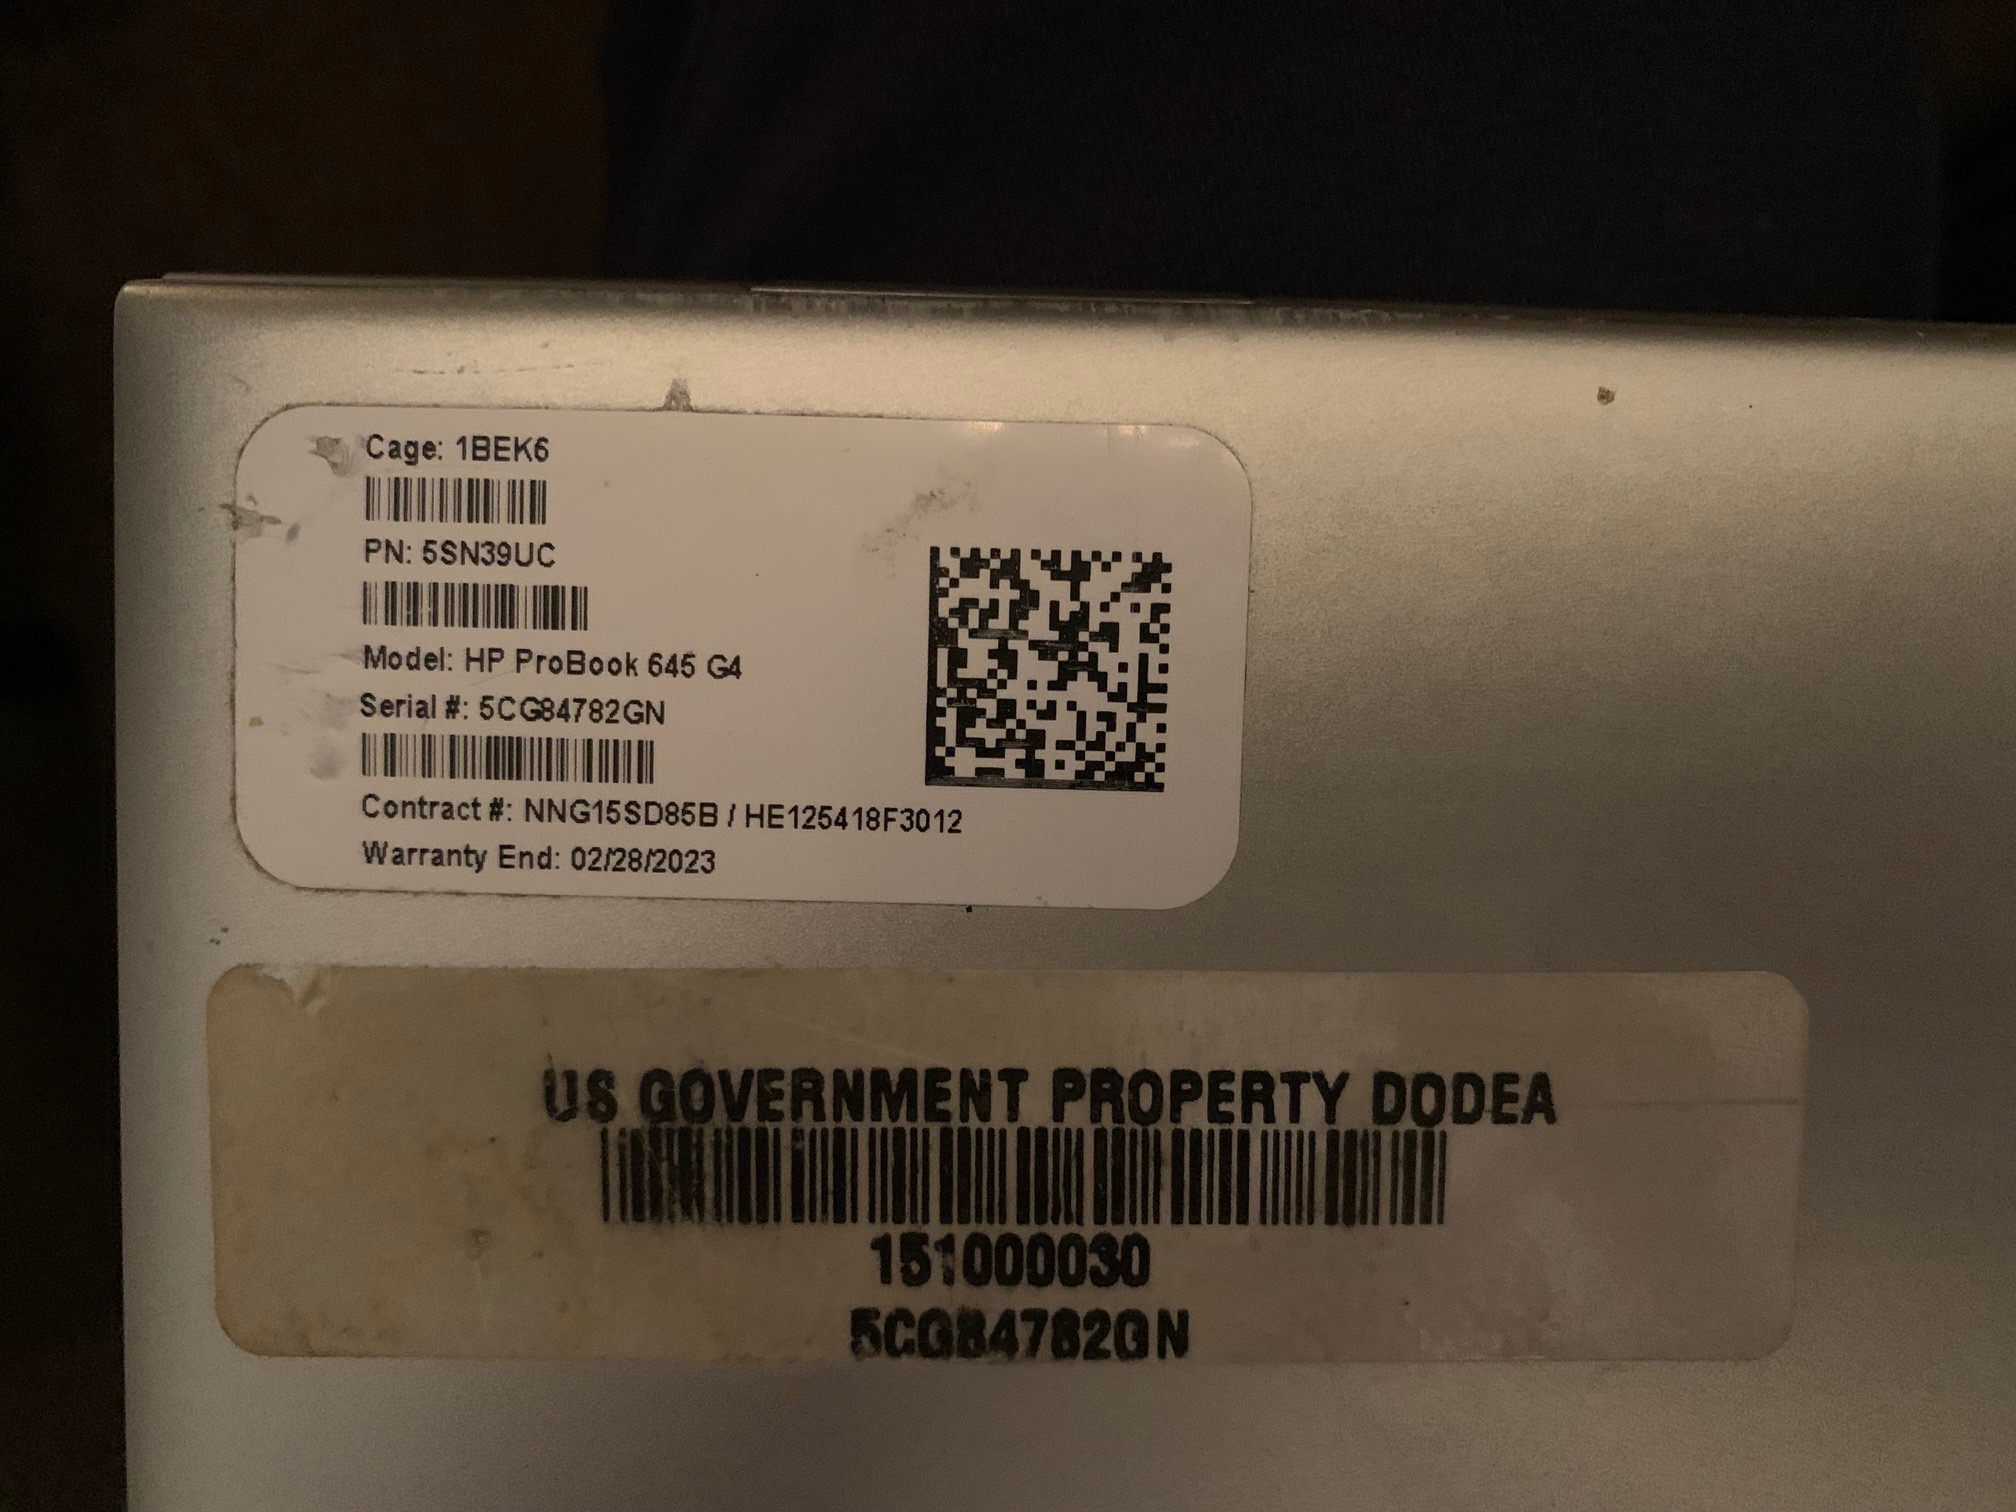 Cage: 1BEK6
PN: 5SN39UC
Model: HP ProBook 645 G4
Serial #: 5CG84782GN
Contract #: NNG15SD85B / HE125418F3012
Warranty End: 02/28/2023
US GOVERNMENT PROPERTY DODEA
151000030
5CG84782GN